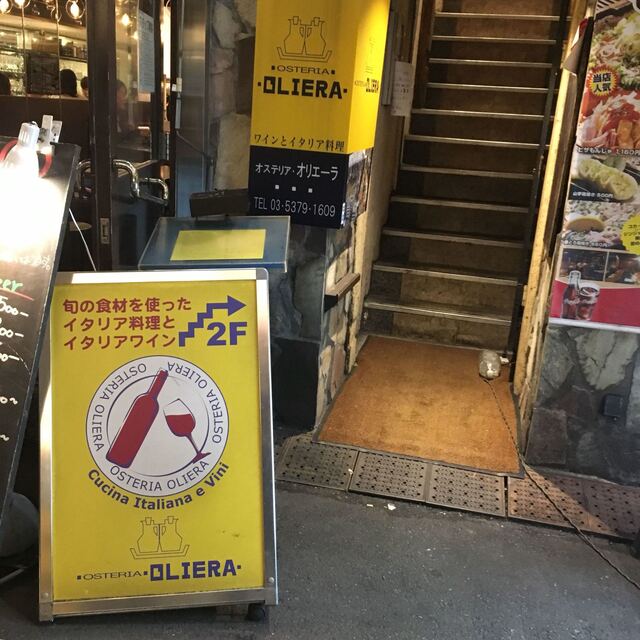 OSTERIA
OLIERA
ワインとイタリア料理
オステリア・オリエーラ
TEL 03-5379-1609
旬の食材を使った
イタリア料理と
イタリアワイン
2F
OSTERIA OLIERA
OSTERIA OLIERA
OSTERIA OLIERA
Cucina Italiana e Vini
OSTERIA OLIERA
当店
人気